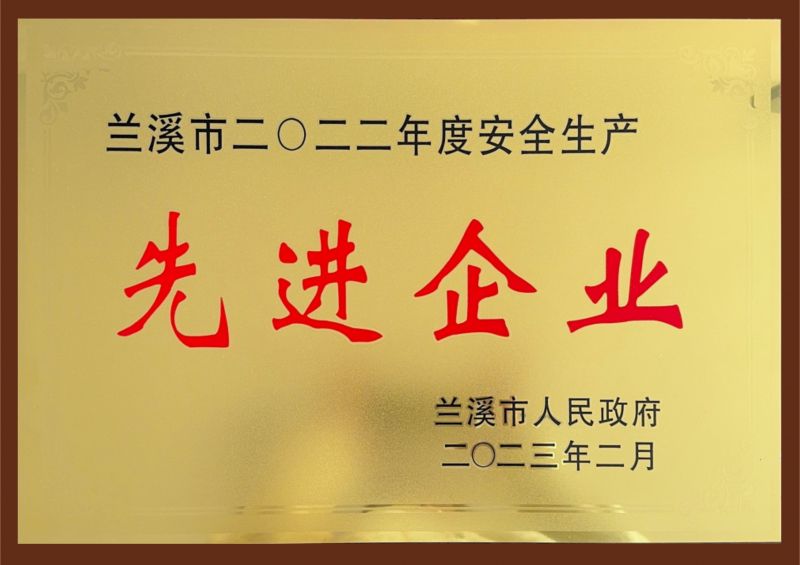 兰溪市二〇二二年度安全生产
先进企业
兰溪市人民政府
二〇二三年二月